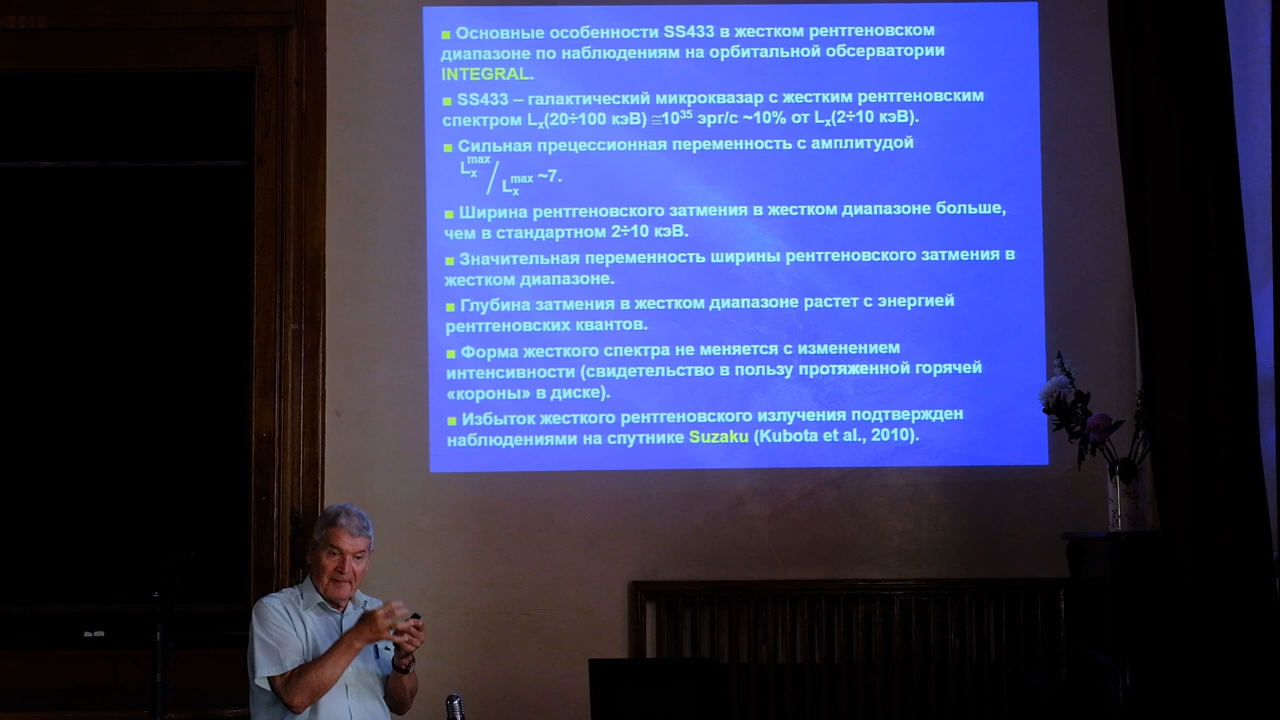 Основные особенности SS433 в жестком рентгеновском
диапазоне по наблюдениям на орбитальной обсерватории
INTEGRAL.
SS433 – галактический микроквазар с жестким рентгеновским
спектром Lx(20÷100 кэВ) ≅10³⁵ эрг/с ~10% от Lx(2÷10 кэВ).
Сильная прецессионная переменность с амплитудой
Lx^max / Lx^max ~7.
Ширина рентгеновского затмения в жестком диапазоне больше,
чем в стандартном 2÷10 кэВ.
Значительная переменность ширины рентгеновского затмения в
жестком диапазоне.
Глубина затмения в жестком диапазоне растет с энергией
рентгеновских квантов.
Форма жесткого спектра не меняется с изменением
интенсивности (свидетельство в пользу протяженной горячей
«короны» в диске).
Избыток жесткого рентгеновского излучения подтвержден
наблюдениями на спутнике Suzaku (Kubota et al., 2010).